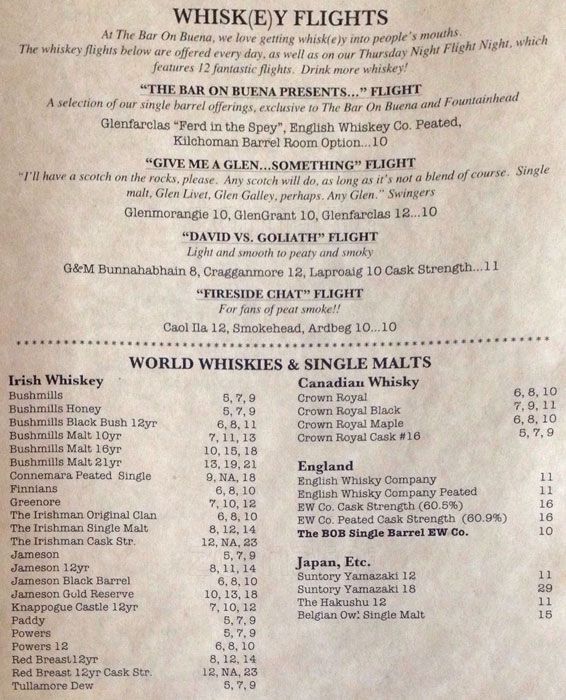 WHISK(E)Y FLIGHTS
At The Bar On Buena, we love getting whisk(e)y into people's mouths.
The whiskey flights below are offered every day, as well as on our Thursday Night Flight Night, which
features 12 fantastic flights. Drink more whiskey!
"THE BAR ON BUENA PRESENTS..." FLIGHT
A selection of our single barrel offerings, exclusive to The Bar On Buena and Fountainhead
Glenfarclas "Ferd in the Spey", English Whiskey Co. Peated,
Kilchoman Barrel Room Option...10
"GIVE ME A GLEN...SOMETHING" FLIGHT
"I'll have a scotch on the rocks, please. Any scotch will do, as long as it's not a blend of course. Single
malt, Glen Livet, Glen Galley, perhaps. Any Glen." Swingers
Glenmorangie 10, GlenGrant 10, Glenfarclas 12...10
"DAVID VS. GOLIATH" FLIGHT
Light and smooth to peaty and smoky
G&M Bunnahabhain 8, Cragganmore 12, Laproaig 10 Cask Strength...11
"FIRESIDE CHAT" FLIGHT
For fans of peat smoke!!
Caol Ila 12, Smokehead, Ardbeg 10...10
WORLD WHISKIES & SINGLE MALTS
Irish Whiskey
Bushmills 5, 7, 9
Bushmills Honey 5, 7, 9
Bushmills Black Bush 12yr 6, 8, 11
Bushmills Malt 10yr 7, 11, 13
Bushmills Malt 16yr 10, 15, 18
Bushmills Malt 21yr 13, 19, 21
Connemara Peated Single 9, NA, 18
Finnians 6, 8, 10
Greenore 7, 10, 12
The Irishman Original Clan 6, 8, 10
The Irishman Single Malt 8, 12, 14
The Irishman Cask Str. 12, NA, 23
Jameson 5, 7, 9
Jameson 12yr 8, 11, 14
Jameson Black Barrel 6, 8, 10
Jameson Gold Reserve 10, 13, 18
Knappogue Castle 12yr 7, 10, 12
Paddy 5, 7, 9
Powers 5, 7, 9
Powers 12 6, 8, 10
Red Breast12yr 8, 12, 14
Red Breast 12yr Cask Str. 12, NA, 23
Tullamore Dew 5, 7, 9
Canadian Whisky
Crown Royal 6, 8, 10
Crown Royal Black 7, 9, 11
Crown Royal Maple 6, 8, 10
Crown Royal Cask #16 5, 7, 9
England
English Whisky Company 11
English Whisky Company Peated 11
EW Co. Cask Strength (60.5%) 16
EW Co. Peated Cask Strength (60.9%) 16
The BOB Single Barrel EW Co. 10
Japan, Etc.
Suntory Yamazaki 12 11
Suntory Yamazaki 18 29
The Hakushu 12 11
Belgian Owl Single Malt 15